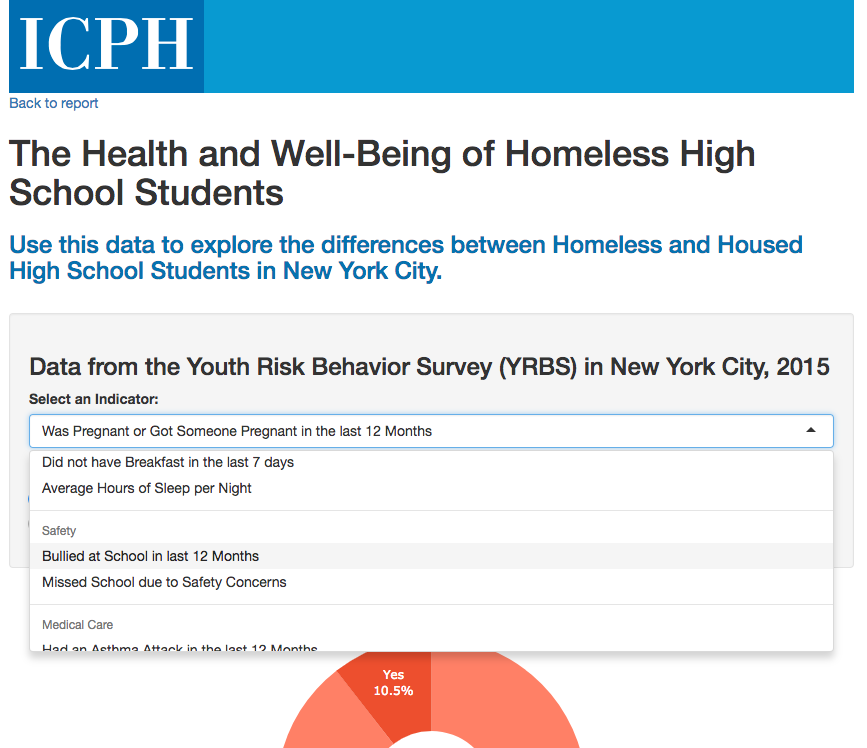 ICPH
Back to report
The Health and Well-Being of Homeless High
School Students
Use this data to explore the differences between Homeless and Housed
High School Students in New York City.
Data from the Youth Risk Behavior Survey (YRBS) in New York City, 2015
Select an Indicator:
Was Pregnant or Got Someone Pregnant in the last 12 Months
Did not have Breakfast in the last 7 days
Average Hours of Sleep per Night
Safety
Bullied at School in last 12 Months
Missed School due to Safety Concerns
Medical Care
Had an Asthma Attack in the last 12 Months
Yes
10.5%